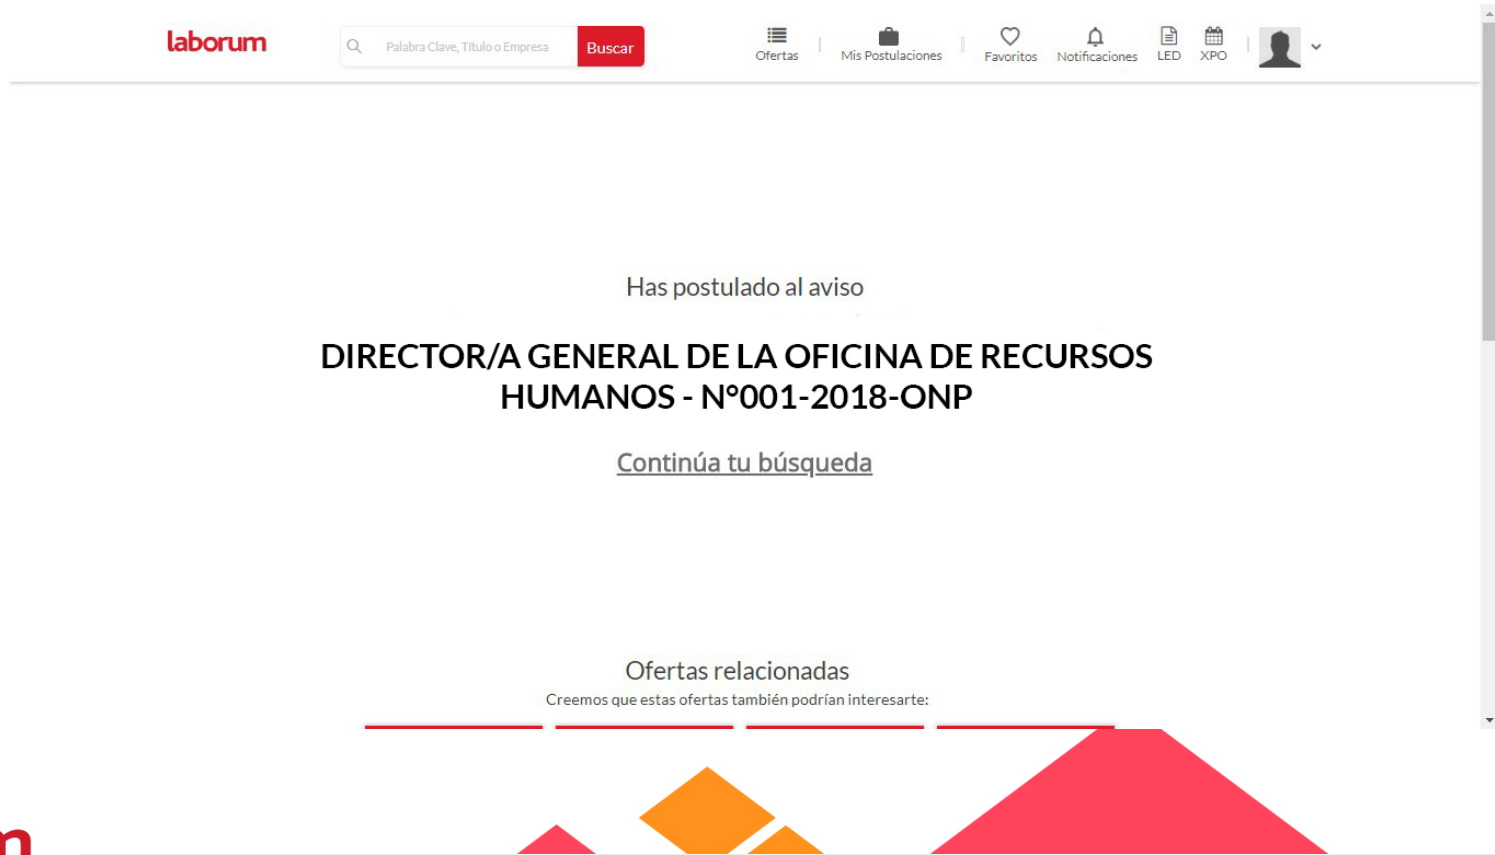 laborum
Palabra Clave, Título o Empresa
Buscar
Ofertas
Mis Postulaciones
Favoritos
Notificaciones
LED
XPO
Has postulado al aviso
DIRECTOR/A GENERAL DE LA OFICINA DE RECURSOS
HUMANOS - N°001-2018-ONP
Continúa tu búsqueda
Ofertas relacionadas
Creemos que estas ofertas también podrían interesarte:
m